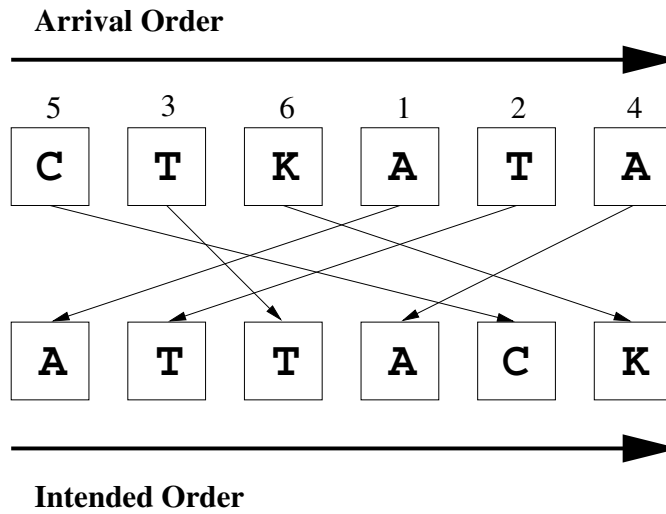 Arrival Order
5 3 6 1 2 4
C T K A T A
A T T A C K
Intended Order